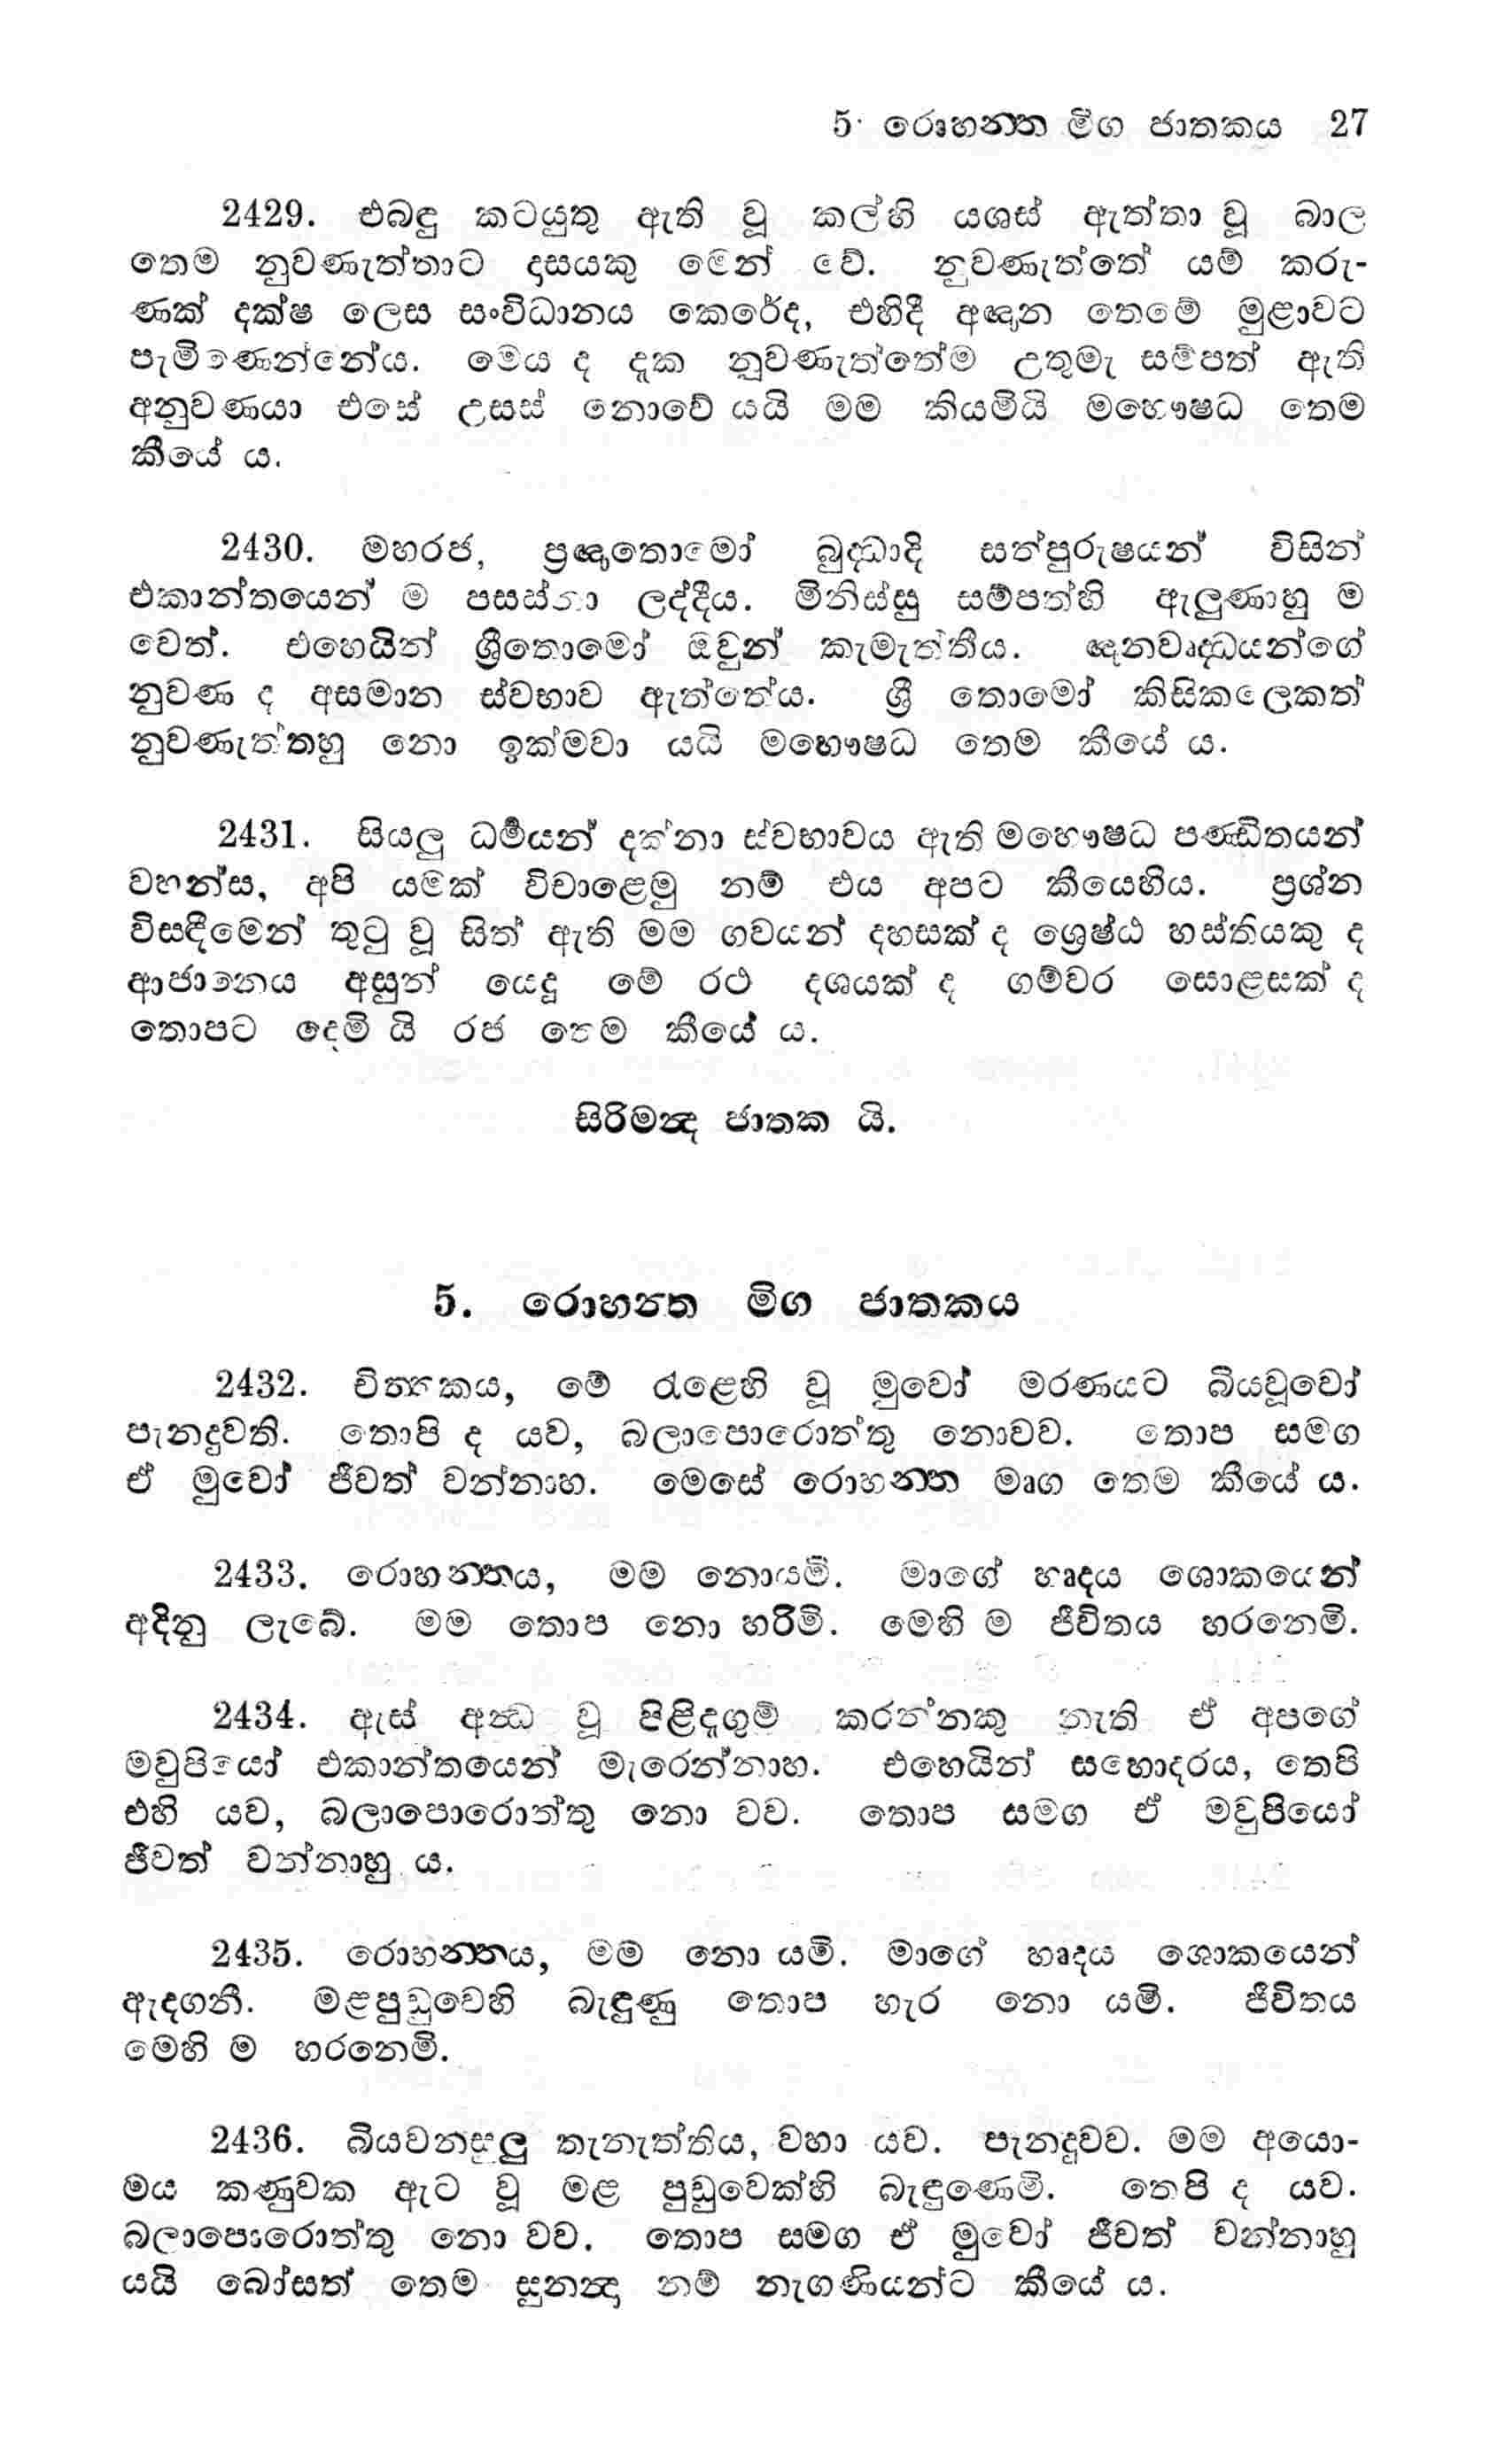 5· රොහන්‍ත මිග ජාතකය 27
2429. එබඳු කටයුතු ඇති වූ කල්හි යශස් ඇත්තා වූ බාල
තෙම නුවණැත්තාට දාසයකු මෙන් වේ. නුවණැත්තේ යම් කරු-
ණක් දක්ෂ ලෙස සංවිධානය කෙරේද, එහිදී අඥාන තෙමේ මුළාවට
පැමිණෙන්නේය. මෙය ද දැක නුවණැත්තේම උතුමැ සම්පත් ඇති
අනුවණයා එසේ උසස් නොවේ යයි මම කියමියි මහෞෂධ තෙම
කීයේ ය.
2430. මහරජ, ප්‍රඥාතොමෝ බුද්‍ධාදි සත්පුරුෂයන් විසින්
එකාන්තයෙන් ම පසස්නා ලද්දීය. මිනිස්සු සම්පත්හි ඇලුණාහු ම
වෙත්. එහෙයින් ශ්‍රීතොමෝ ඔවුන් කැමැත්තීය. ඥානවෘද්‍ධයන්ගේ
නුවණ ද අසමාන ස්වභාව ඇත්තේය. ශ්‍රී තොමෝ කිසිකලෙකත්
නුවණැත්තහු නො ඉක්මවා යයි මහෞෂධ තෙම කීයේ ය.
2431. සියලු ධර්‍මයන් දක්නා ස්වභාවය ඇති මහෞෂධ පණ්ඩිතයන්
වහන්ස, අපි යමක් විචාළෙමු නම් එය අපට කීයෙහිය. ප්‍රශ්න
විසඳීමෙන් තුටු වූ සිත් ඇති මම ගවයන් දහසක් ද ශ්‍රෙෂ්ඨ හස්තියකු ද
ආජානෙය අසුන් යෙදූ මේ රථ දශයක් ද ගම්වර සොළසක් ද
තොපට දෙමි යි රජ තෙම කීයේ ය.
සිරිමන්‍ද ජාතක යි.
5. රොහන්‍ත මිග ජාතකය
2432. චිත්‍තකය, මේ රැළෙහි වූ මුවෝ මරණයට බියවූවෝ
පැනදුවති. තොපි ද යව, බලාපොරොත්තු නොවව. තොප සමග
ඒ මුවෝ ජීවත් වන්නාහ. මෙසේ රොහන්‍ත මෘග තෙම කීයේ ය.
2433. රොහන්‍තය, මම නොයමි. මාගේ හෘදය ශොකයෙන්
අදිනු ලැබේ. මම තොප නො හරිමි. මෙහි ම ජීවිතය හරනෙමි.
2434. ඇස් අන්‍ධ වූ පිළිදැගුම් කරන්නකු නැති ඒ අපගේ
මවුපියෝ එකාන්තයෙන් මැරෙන්නාහ. එහෙයින් සහොදරය, තෙපි
එහි යව, බලාපොරොත්තු නො වව. තොප සමග ඒ මවුපියෝ
ජීවත් වන්නාහු ය.
2435. රොහන්‍තය, මම නො යමි. මාගේ හෘදය ශොකයෙන්
ඇදගනී. මළපුඩුවෙහි බැඳුණු තොප හැර නො යමි. ජීවිතය
මෙහි ම හරනෙමි.
2436. බියවනසුලු තැනැත්තිය, වහා යව. පැනදුවව. මම අයො-
මය කණුවක ඇට වූ මළ පුඩුවෙක්හි බැඳුණෙමි. තෙපි ද යව.
බලාපොරොත්තු නො වව. තොප සමග ඒ මුවෝ ජීවත් වන්නාහු
යයි බෝසත් තෙම සුනන්‍දා නම් නැගණියන්ට කීයේ ය.